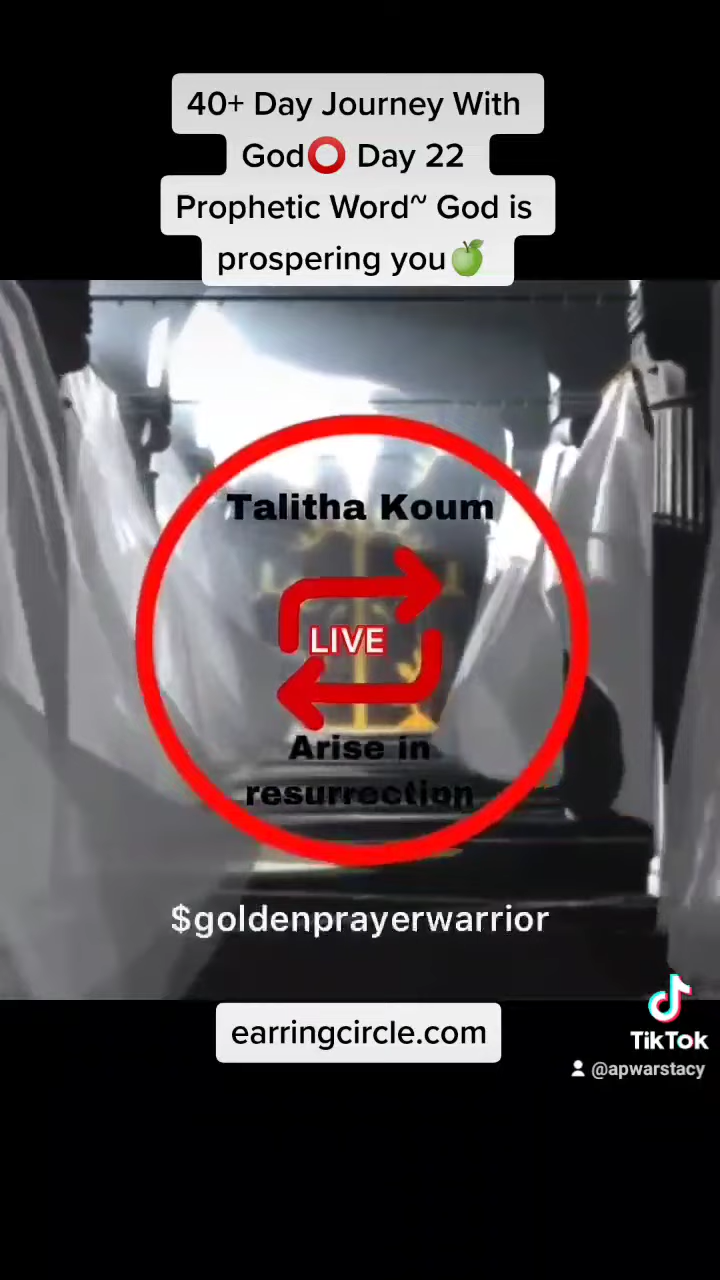 40+ Day Journey With
God⭕ Day 22
Prophetic Word~ God is
prospering you🍏
Talitha Koum
LIVE
Arise in
resurrection
$goldenprayerwarrior
earringcircle.com
TikTok
@apwarstacy